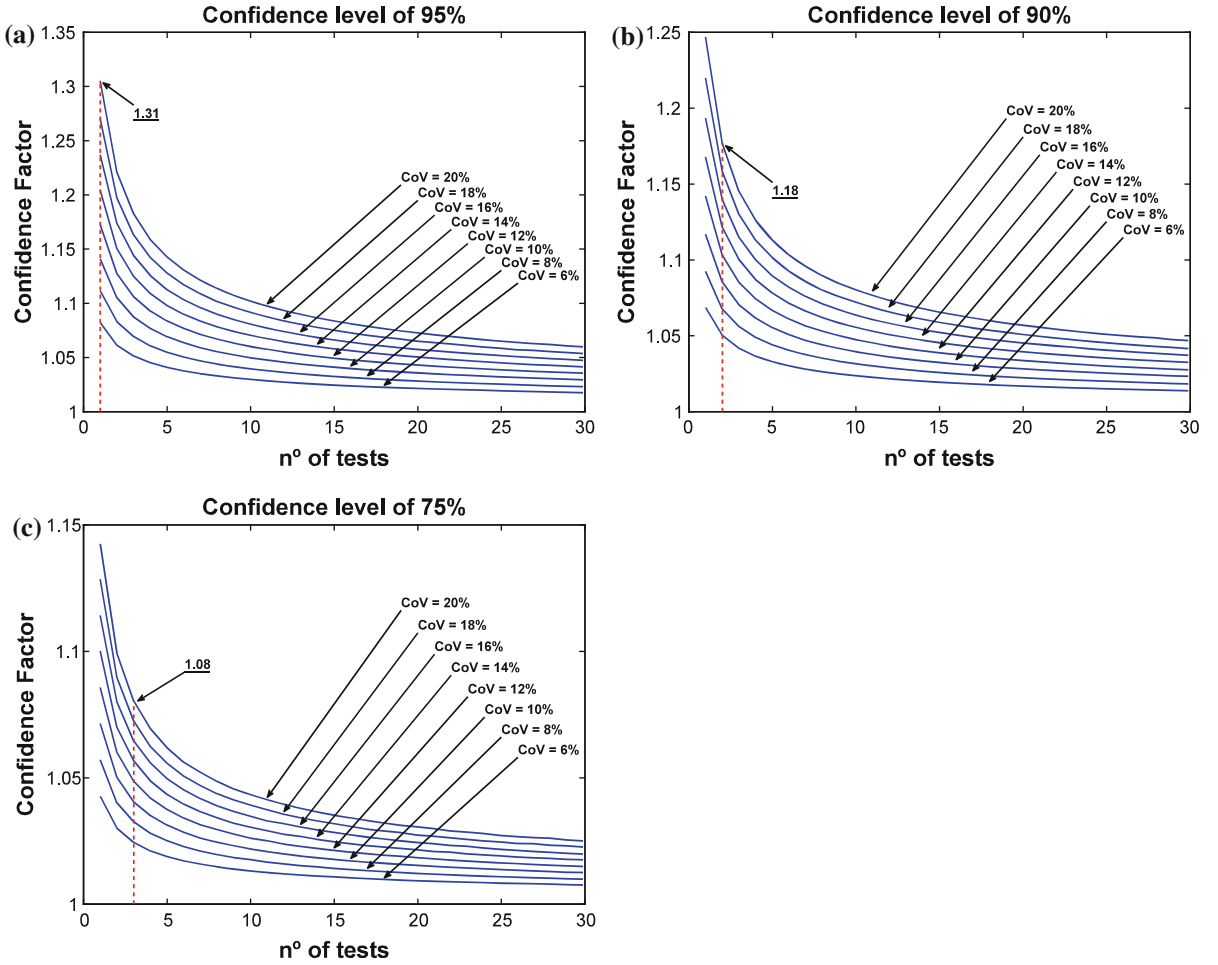 (a)
Confidence level of 95%
1.35
1.3
1.25
1.2
1.15
1.1
1.05
1
Confidence Factor
1.31
CoV = 20%
CoV = 18%
CoV = 16%
CoV = 14%
CoV = 12%
CoV = 10%
CoV = 8%
CoV = 6%
0 5 10 15 20 25 30
nº of tests
(b)
Confidence level of 90%
1.25
1.2
1.15
1.1
1.05
1
Confidence Factor
1.18
CoV = 20%
CoV = 18%
CoV = 16%
CoV = 14%
CoV = 12%
CoV = 10%
CoV = 8%
CoV = 6%
0 5 10 15 20 25 30
nº of tests
(c)
Confidence level of 75%
1.15
1.1
1.05
1
Confidence Factor
1.08
CoV = 20%
CoV = 18%
CoV = 16%
CoV = 14%
CoV = 12%
CoV = 10%
CoV = 8%
CoV = 6%
0 5 10 15 20 25 30
nº of tests